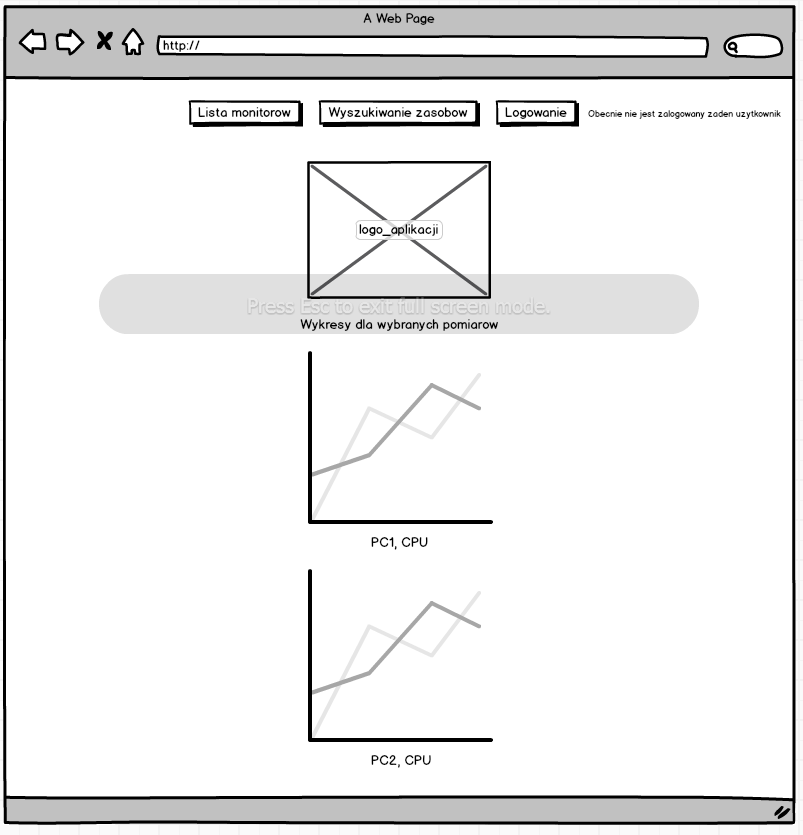 A Web Page
http://
Lista monitorow
Wyszukiwanie zasobow
Logowanie
Obecnie nie jest zalogowany zaden uzytkownik
logo_aplikacji
Press Esc to exit full screen mode.
Wykresy dla wybranych pomiarow
PC1, CPU
PC2, CPU